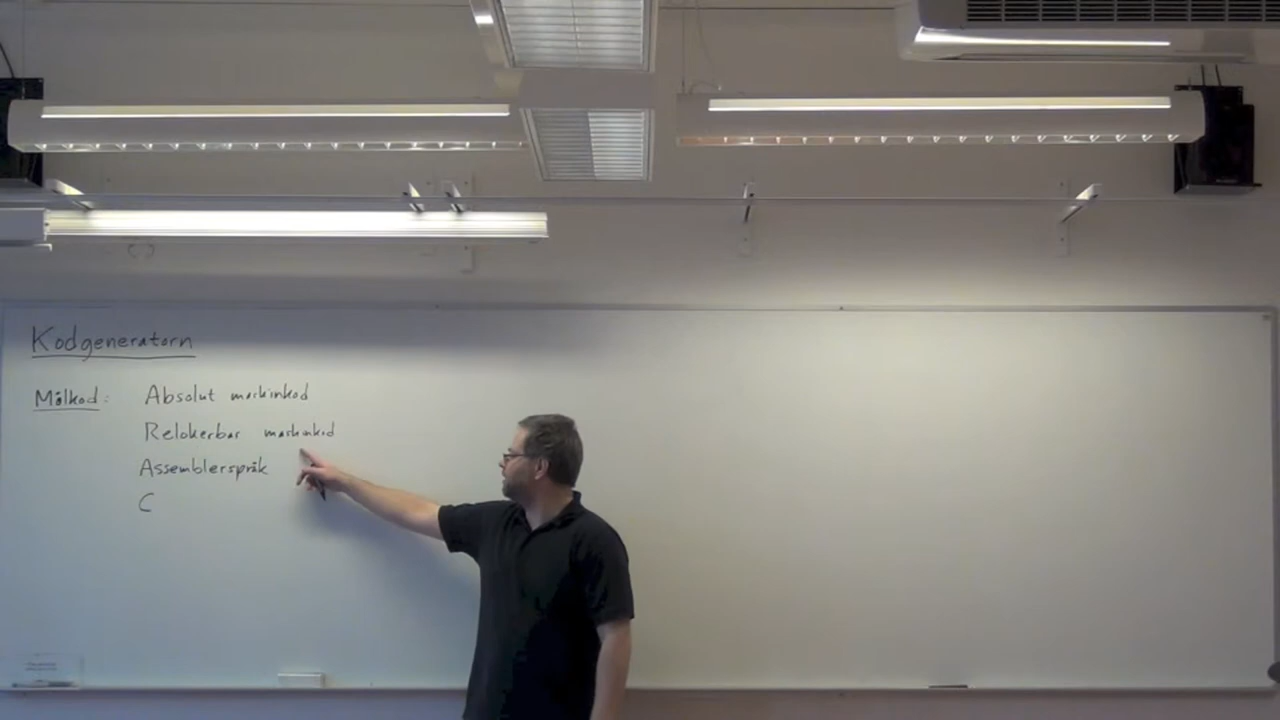 Kodgeneratorn
Målkod: Absolut maskinkod
Relokerbar maskinkod
Assemblerspråk
C